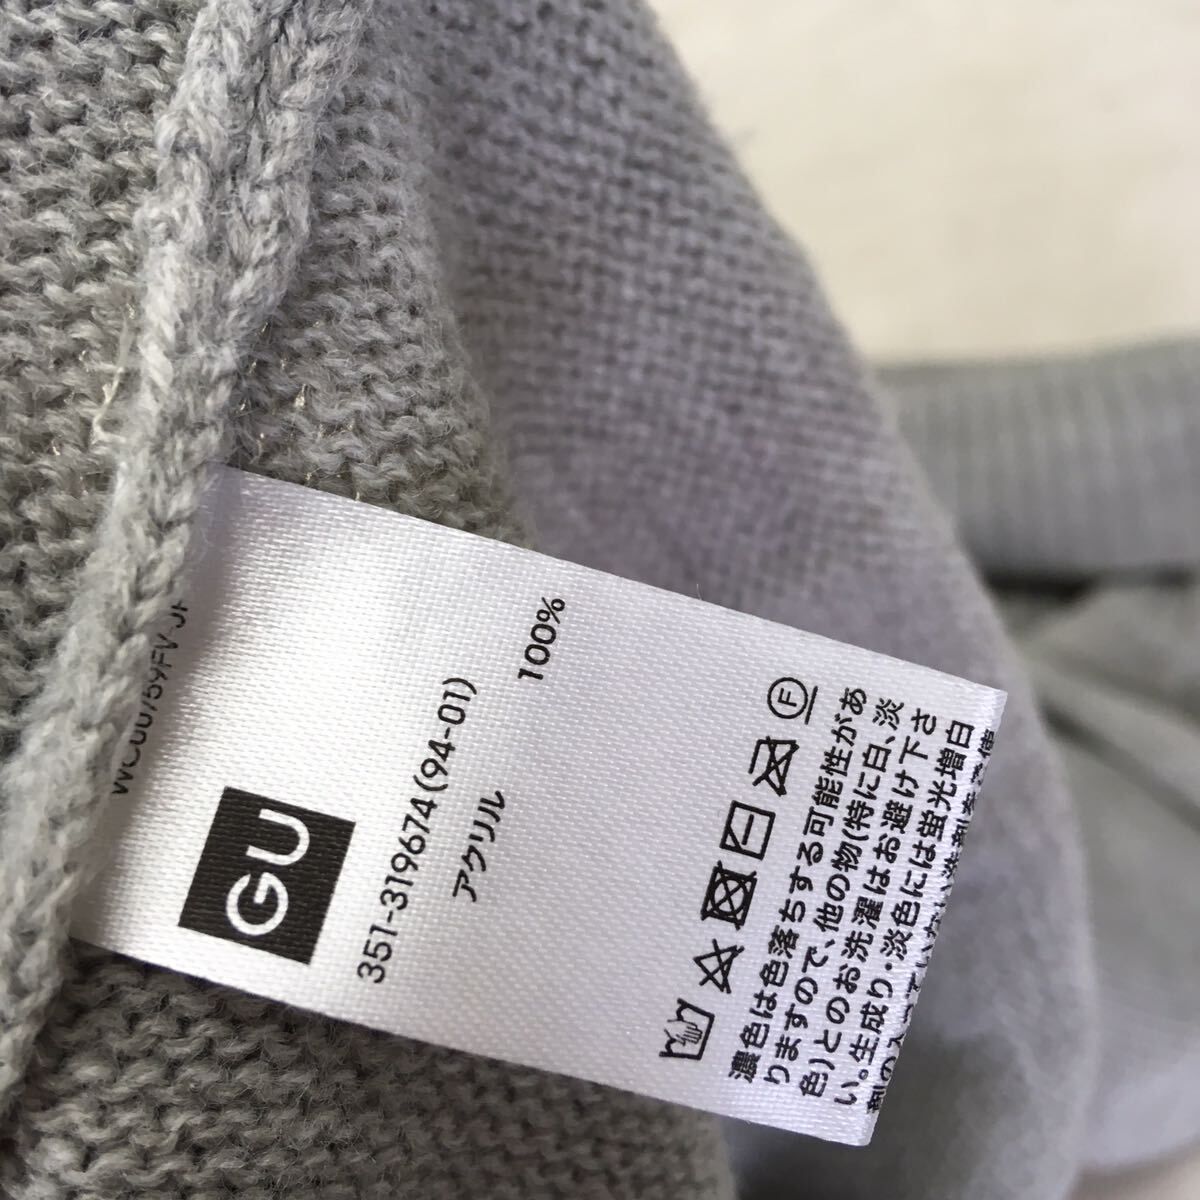 GU
351-319674(94-01)
アクリル 100%
F
濃色は色落ちする可能性があ
りますので、他の物(特に白、淡
色)とのお洗濯はお避け下さ
い。生成り・淡色には蛍光増白